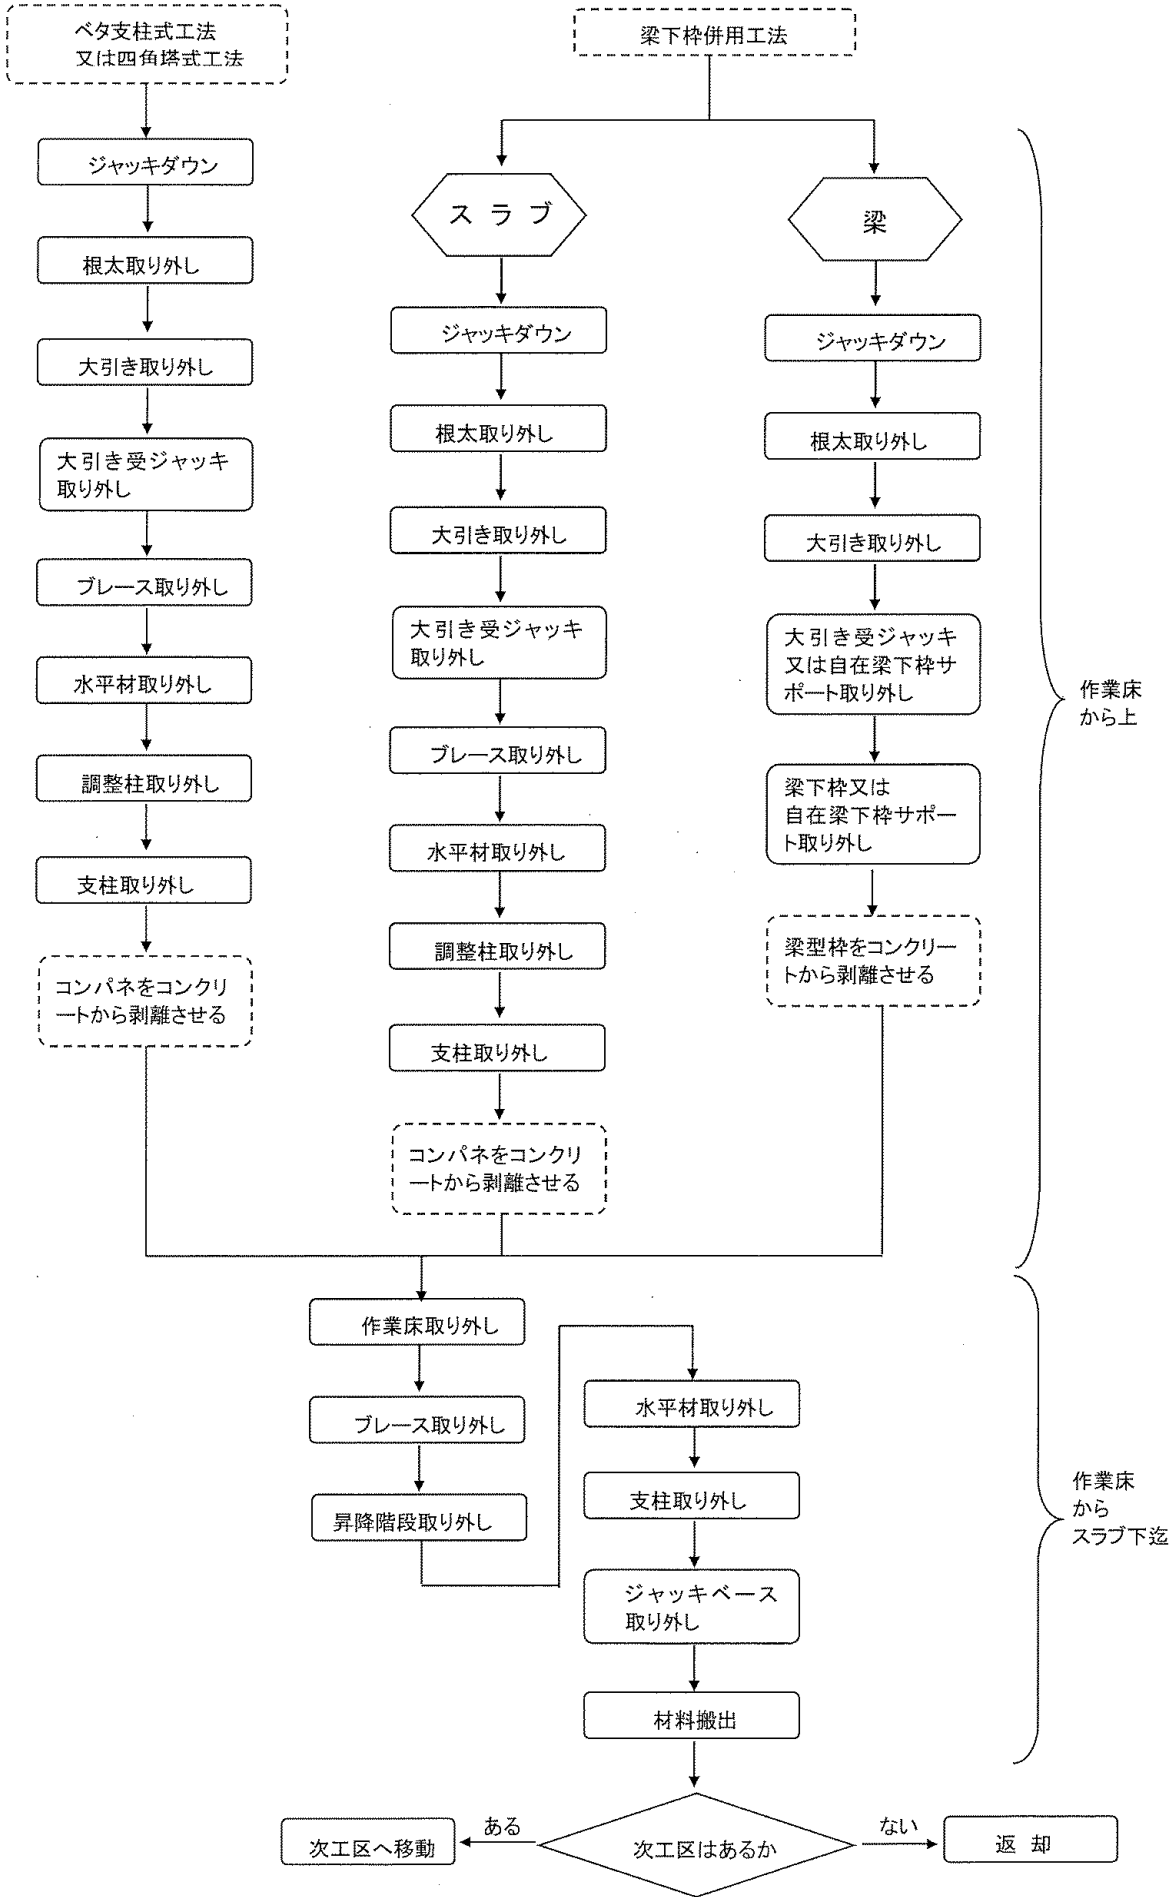 ベタ支柱式工法
又は四角塔式工法
ジャッキダウン
根太取り外し
大引き取り外し
大引き受ジャッキ
取り外し
ブレース取り外し
水平材取り外し
調整柱取り外し
支柱取り外し
コンパネをコンクリ
ートから剥離させる
梁下枠併用工法
スラブ
ジャッキダウン
根太取り外し
大引き取り外し
大引き受ジャッキ
取り外し
ブレース取り外し
水平材取り外し
調整柱取り外し
支柱取り外し
コンパネをコンクリ
ートから剥離させる
梁
ジャッキダウン
根太取り外し
大引き取り外し
大引き受ジャッキ
又は自在梁下枠サ
ポート取り外し
梁下枠又は
自在梁下枠サポー
ト取り外し
梁型枠をコンクリー
トから剥離させる
作業床
から上
作業床取り外し
ブレース取り外し
昇降階段取り外し
水平材取り外し
支柱取り外し
ジャッキベース
取り外し
材料搬出
作業床
から
スラブ下迄
次工区はあるか
ある
次工区へ移動
ない
返却